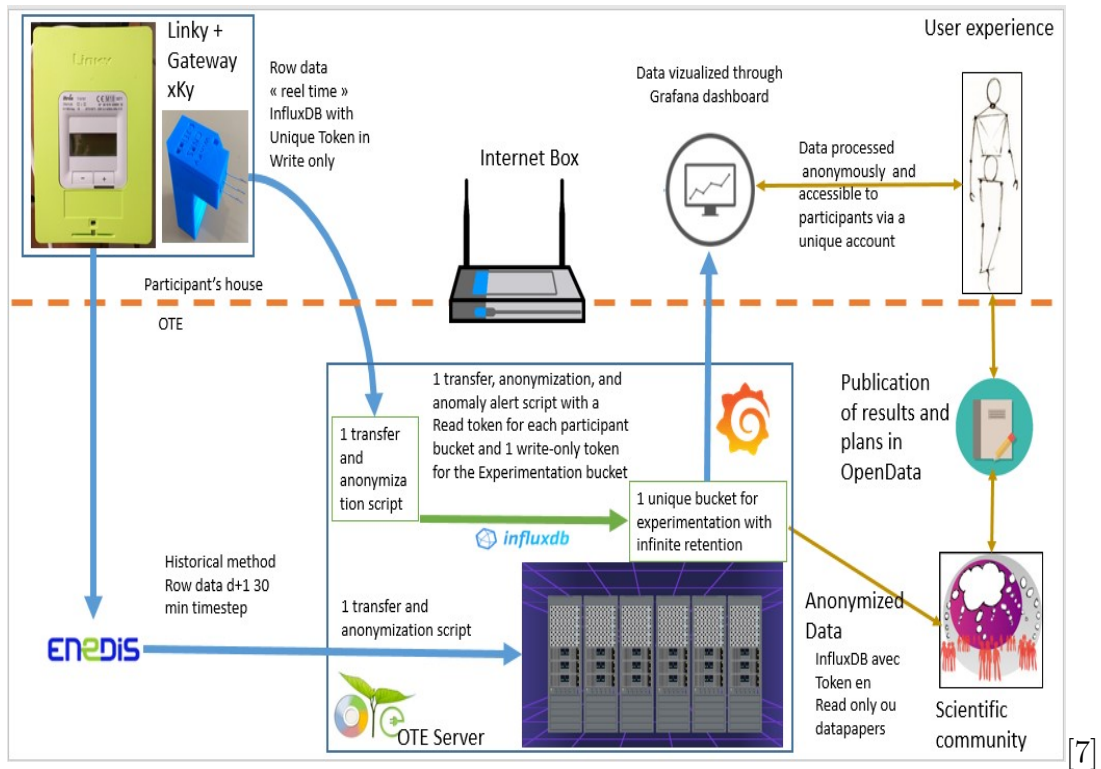 Linky +
Gateway
xKy
Linky
Row data
« reel time »
InfluxDB with
Unique Token in
Write only
Internet Box
Data vizualized through
Grafana dashboard
User experience
Data processed
anonymously and
accessible to
participants via a
unique account
Participant's house
OTE
1 transfer
and
anonymiza
tion script
1 transfer, anonymization, and
anomaly alert script with a
Read token for each participant
bucket and 1 write-only token
for the Experimentation bucket
influxdb
1 unique bucket for
experimentation with
infinite retention
Publication
of results and
plans in
OpenData
Historical method
Row data d+1 30
min timestep
ENEDIS
1 transfer and
anonymization script
OTE Server
Anonymized
Data
InfluxDB avec
Token en
Read only ou
datapapers
Scientific
community
[7]